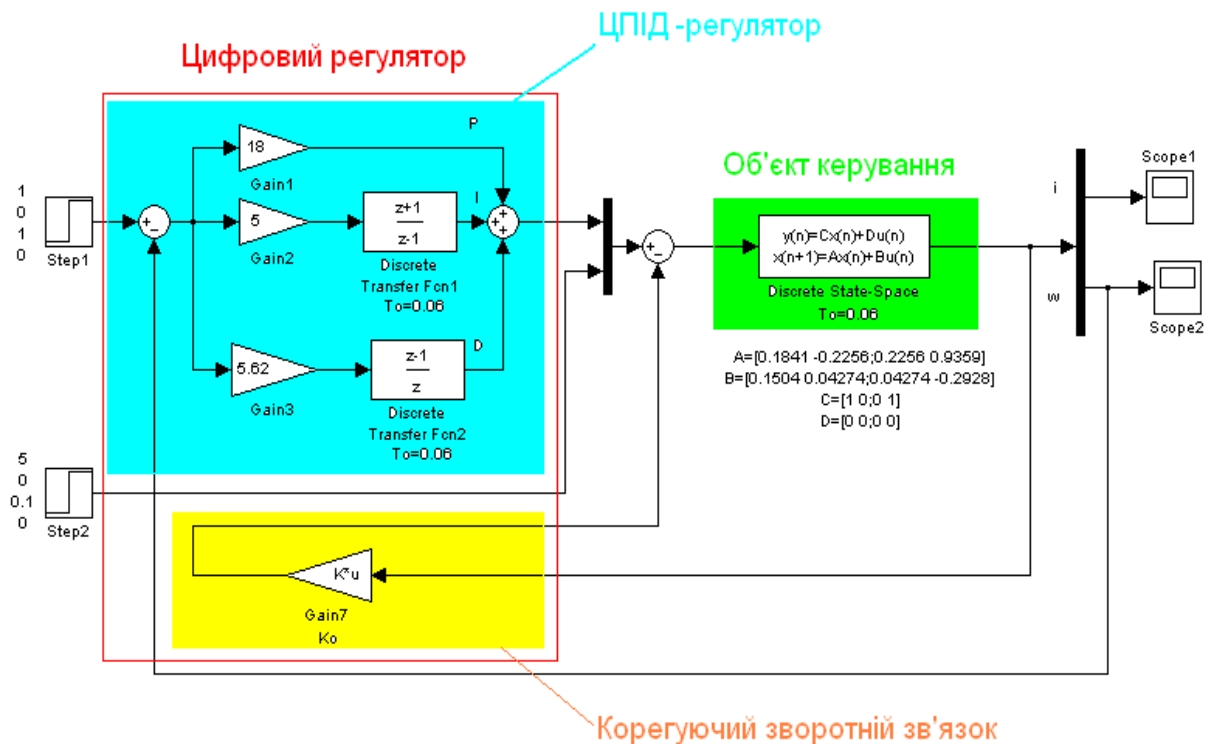 ЦПІД -регулятор
Цифровий регулятор
P
18
Gain1
1
0
1 0
0
Step1
+
-
5
Gain2
I
z+1
z-1
Discrete
Transfer Fcn1
To=0.06
+
+
+
D
5.62
Gain3
z-1
z
Discrete
Transfer Fcn2
To=0.06
+
-
Об'єкт керування
y(n)=Cx(n)+Du(n)
x(n+1)=Ax(n)+Bu(n)
Discrete State-Space
To=0.06
A=[0.1841 -0.2256;0.2256 0.9359]
B=[0.1504 0.04274;0.04274 -0.2928]
C=[1 0;0 1]
D=[0 0;0 0]
i
w
Scope1
Scope2
5
0
0.1
0
Step2
K*u
Gain7
Ko
Корегуючий зворотній зв'язок